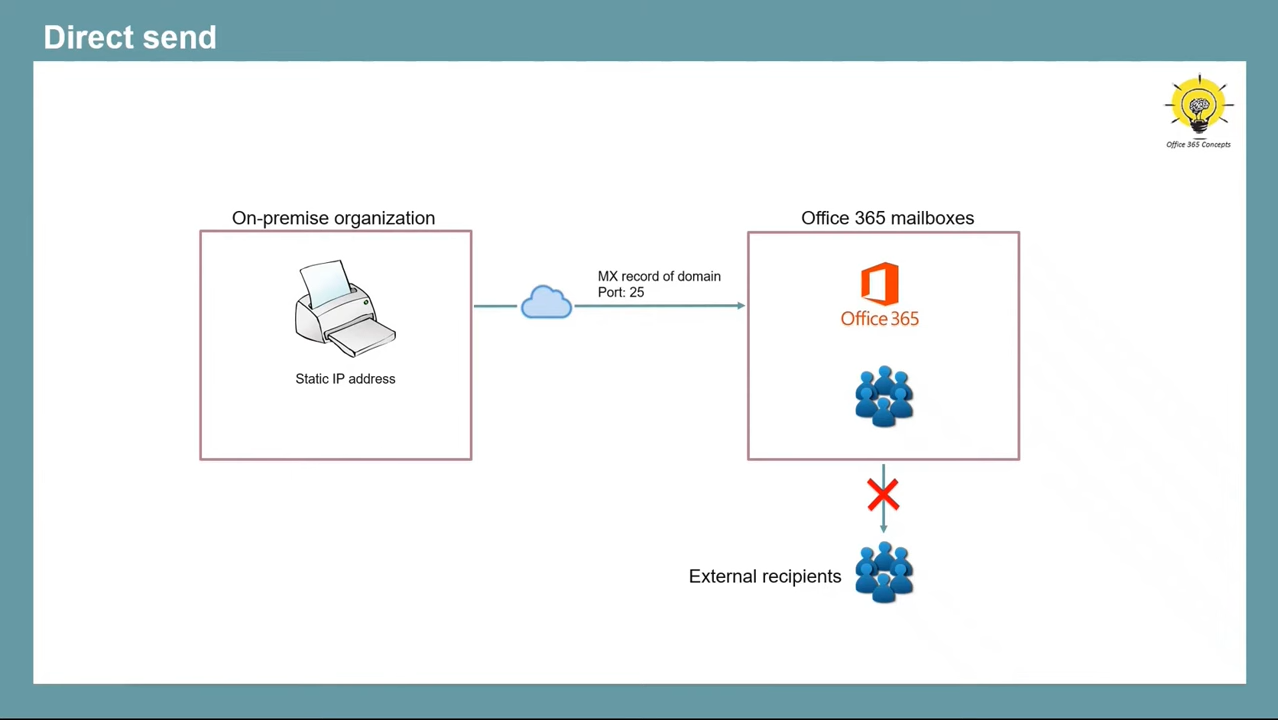 Direct send
Office 365 Concepts
On-premise organization
Static IP address
MX record of domain
Port: 25
Office 365 mailboxes
Office 365
External recipients